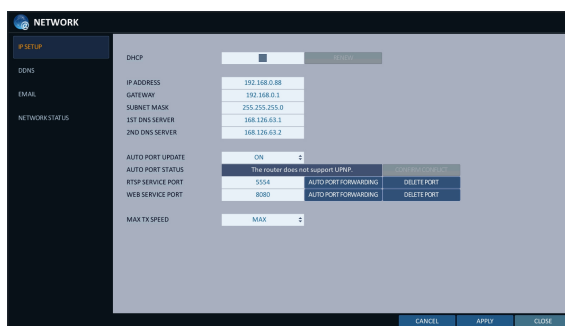 NETWORK
IP SETUP
DDNS
EMAIL
NETWORK STATUS
DHCP
IP ADDRESS 192.168.0.88
GATEWAY 192.168.0.1
SUBNET MASK 255.255.255.0
1ST DNS SERVER 168.126.63.1
2ND DNS SERVER 168.126.63.2
AUTO PORT UPDATE ON
AUTO PORT STATUS The router does not support UPNP.
RTSP SERVICE PORT 5554 AUTO PORT FORWARDING DELETE PORT
WEB SERVICE PORT 8080 AUTO PORT FORWARDING DELETE PORT
MAX TX SPEED MAX
CANCEL APPLY CLOSE